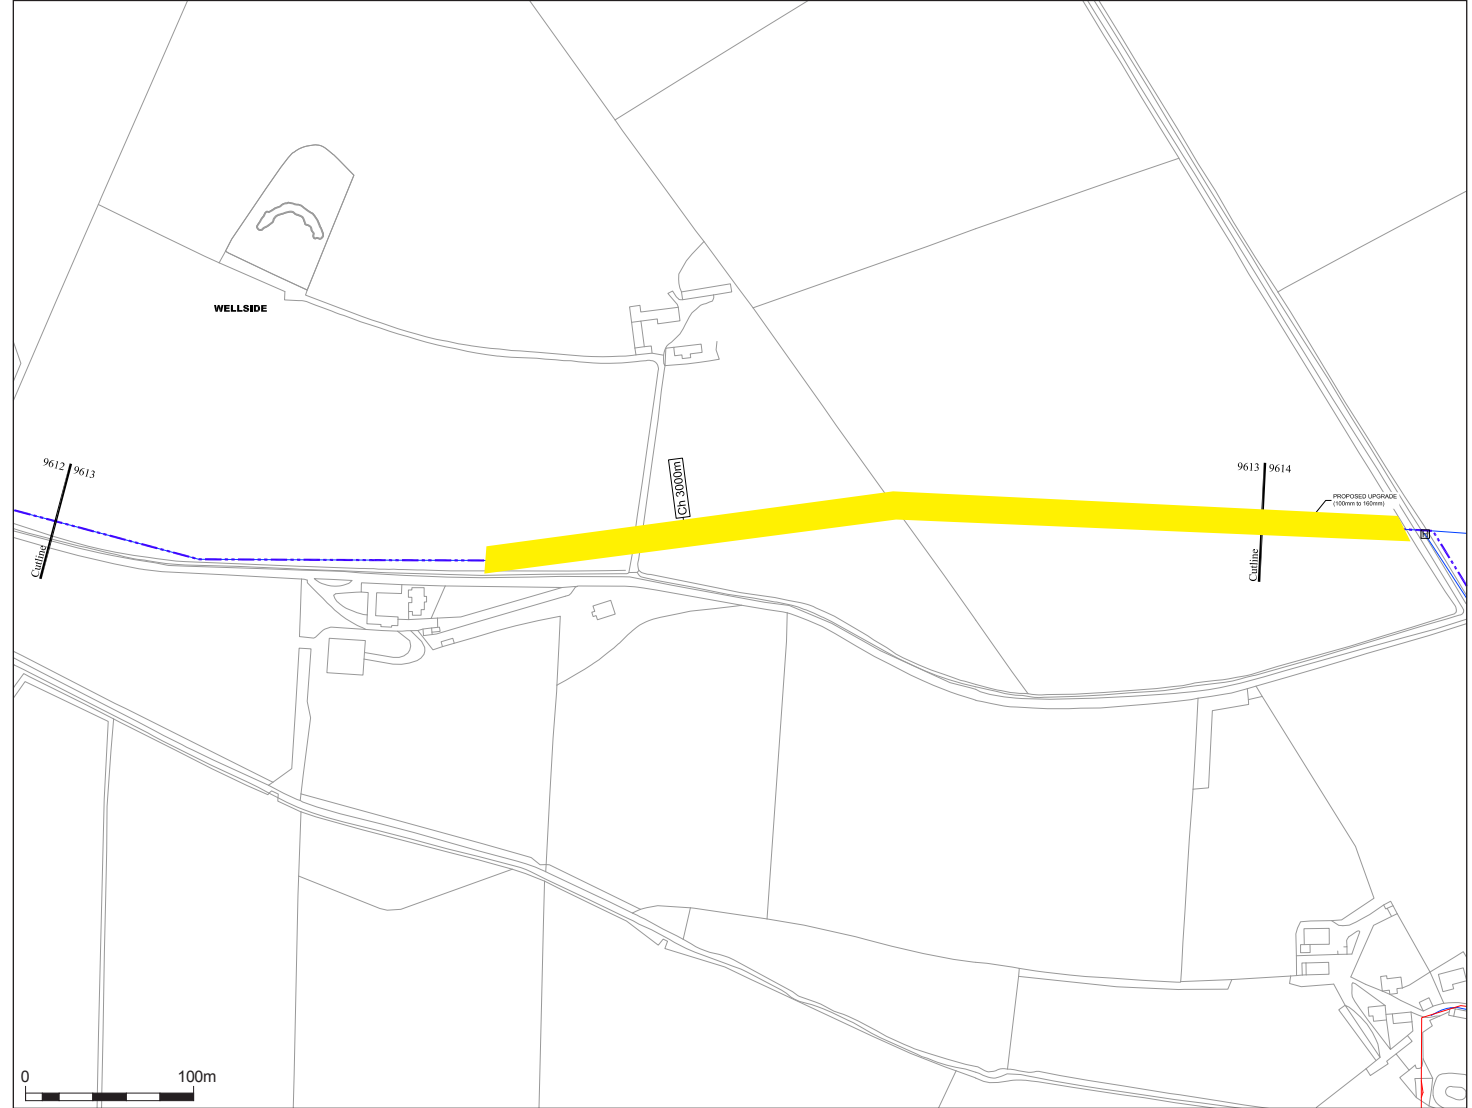 WELLSIDE
9612
9613
Cutline
Ch 3000m
9613
9614
PROPOSED UPGRADE
(100mm to 160mm)
Cutline
0
100m